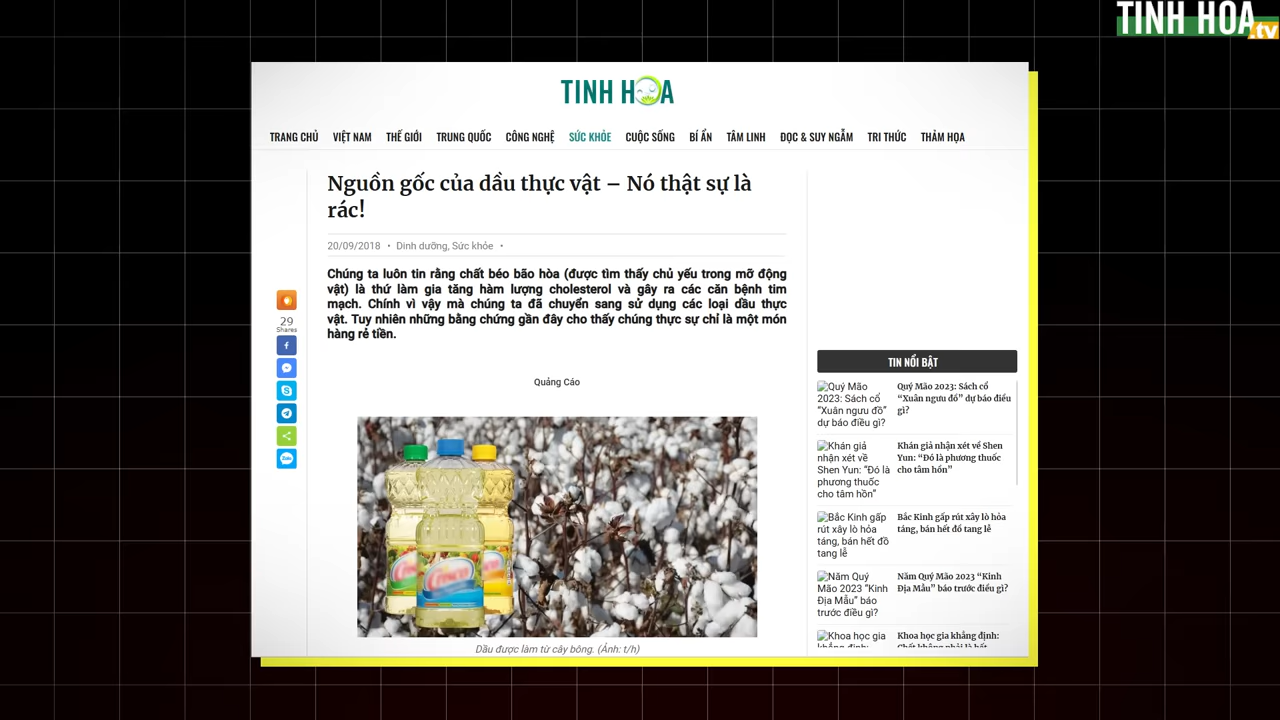 TINH HOA
.tv
TINH HOA
TRANG CHỦ VIỆT NAM THẾ GIỚI TRUNG QUỐC CÔNG NGHỆ SỨC KHỎE CUỘC SỐNG BÍ ẨN TÂM LINH ĐỌC & SUY NGẪM TRI THỨC THẢM HỌA
Nguồn gốc của dầu thực vật – Nó thật sự là
rác!
20/09/2018 • Dinh dưỡng, Sức khỏe •
Chúng ta luôn tin rằng chất béo bão hòa (được tìm thấy chủ yếu trong mỡ động
vật) là thứ làm gia tăng hàm lượng cholesterol và gây ra các căn bệnh tim
mạch. Chính vì vậy mà chúng ta đã chuyển sang sử dụng các loại dầu thực
vật. Tuy nhiên những bằng chứng gần đây cho thấy chúng thực sự chỉ là một món
hàng rẻ tiền.
29
Shares
Zalo
Quảng Cáo
Crisco
Dầu được làm từ cây bông. (Ảnh: t/h)
TIN NỔI BẬT
Quý Mão
2023: Sách cổ
“Xuân ngưu đồ”
dự báo điều gì?
Quý Mão 2023: Sách cổ
“Xuân ngưu đồ” dự báo điều
gì?
Khán giả
nhận xét về
Shen Yun: “Đó là
phương thuốc
cho tâm hồn”
Khán giả nhận xét về Shen
Yun: “Đó là phương thuốc
cho tâm hồn”
Bắc Kinh gấp
rút xây lò hỏa
táng, bán hết đồ
tang lễ
Bắc Kinh gấp rút xây lò hỏa
táng, bán hết đồ tang lễ
Năm Quý
Mão 2023 “Kinh
Địa Mẫu” báo
trước điều gì?
Năm Quý Mão 2023 “Kinh
Địa Mẫu” báo trước điều gì?
Khoa học gia
khẳng định:
Khoa học gia khẳng định:
Chết không phải là hết